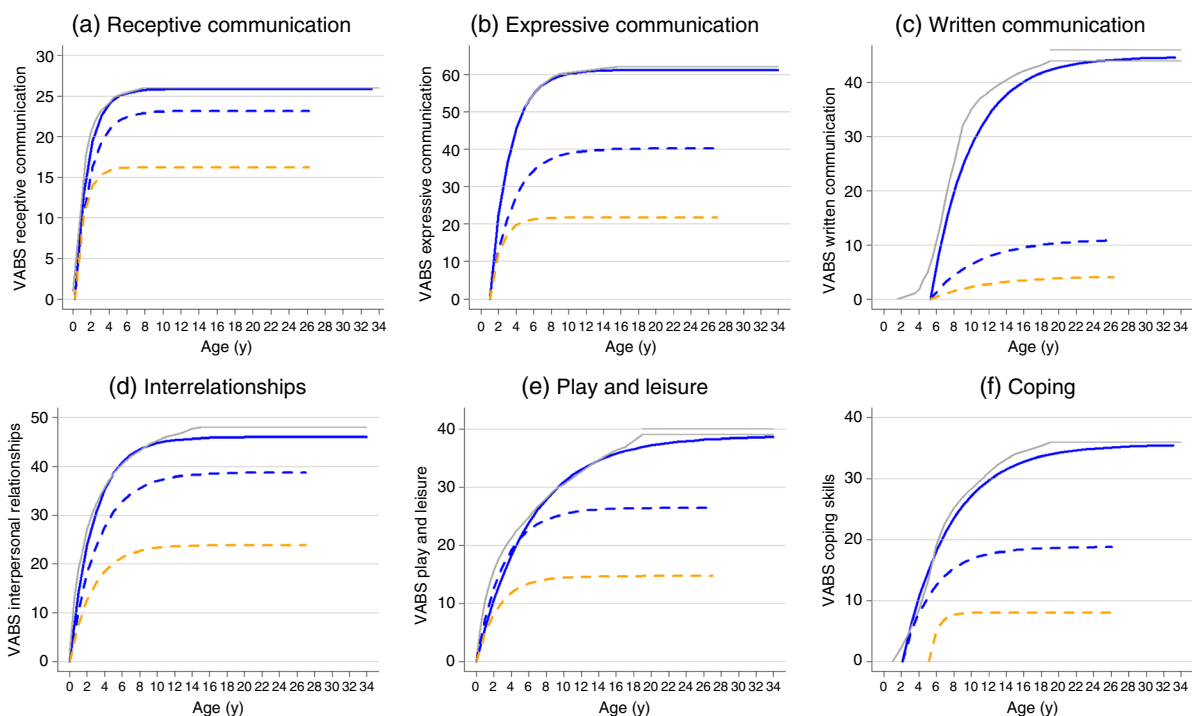 (a) Receptive communication
VABS receptive communication
30
25
20
15
10
5
0
0 2 4 6 8 10 12 14 16 18 20 22 24 26 28 30 32 34
Age (y)
(b) Expressive communication
VABS expressive communication
60
50
40
30
20
10
0
0 2 4 6 8 10 12 14 16 18 20 22 24 26 28 30 32 34
Age (y)
(c) Written communication
VABS written communication
40
30
20
10
0
0 2 4 6 8 10 12 14 16 18 20 22 24 26 28 30 32 34
Age (y)
(d) Interrelationships
VABS interpersonal relationships
50
40
30
20
10
0
0 2 4 6 8 10 12 14 16 18 20 22 24 26 28 30 32 34
Age (y)
(e) Play and leisure
VABS play and leisure
40
30
20
10
0
0 2 4 6 8 10 12 14 16 18 20 22 24 26 28 30 32 34
Age (y)
(f) Coping
VABS coping skills
40
30
20
10
0
0 2 4 6 8 10 12 14 16 18 20 22 24 26 28 30 32 34
Age (y)